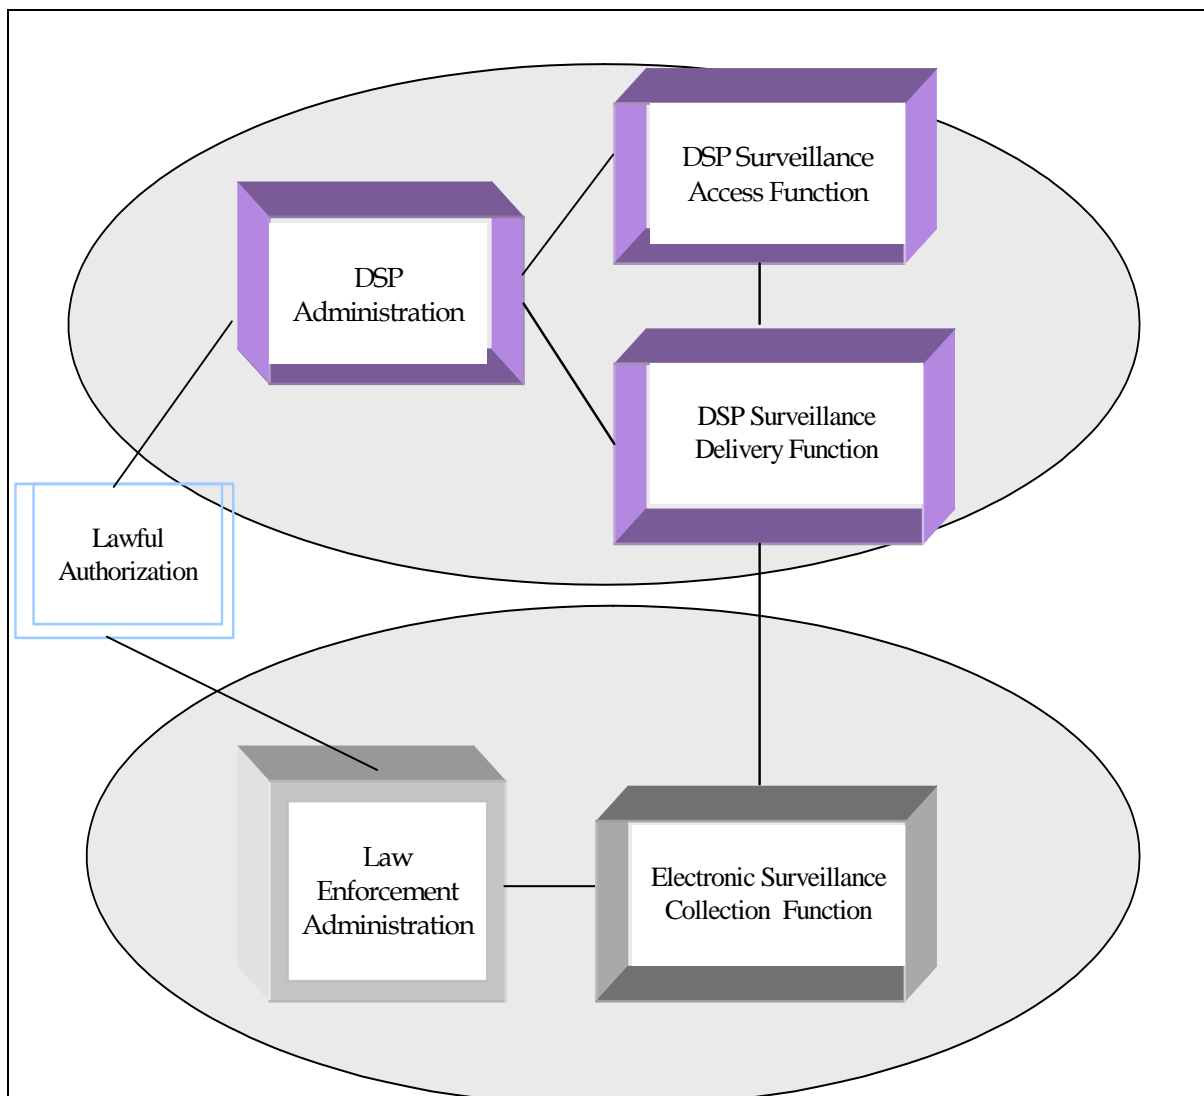 DSP Surveillance
Access Function
DSP
Administration
DSP Surveillance
Delivery Function
Lawful
Authorization
Law
Enforcement
Administration
Electronic Surveillance
Collection Function